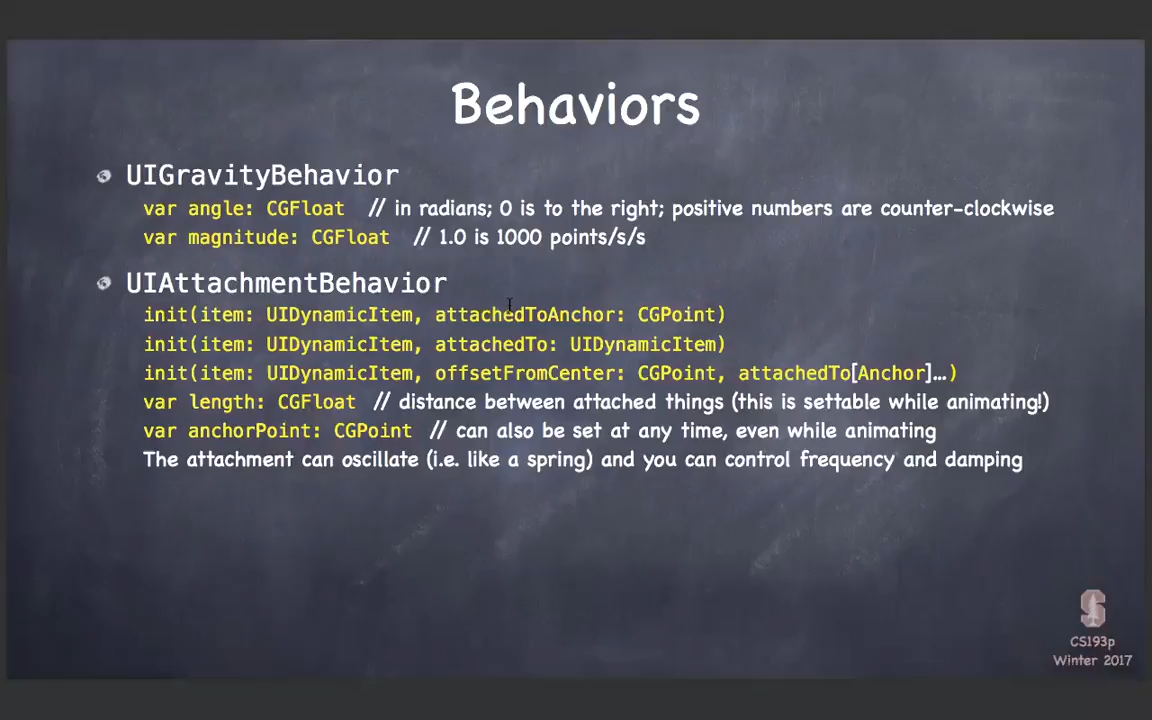 Behaviors
UIGravityBehavior
var angle: CGFloat // in radians; 0 is to the right; positive numbers are counter-clockwise
var magnitude: CGFloat // 1.0 is 1000 points/s/s
UIAttachmentBehavior
init(item: UIDynamicItem, attachedToAnchor: CGPoint)
init(item: UIDynamicItem, attachedTo: UIDynamicItem)
init(item: UIDynamicItem, offsetFromCenter: CGPoint, attachedTo[Anchor]…)
var length: CGFloat // distance between attached things (this is settable while animating!)
var anchorPoint: CGPoint // can also be set at any time, even while animating
The attachment can oscillate (i.e. like a spring) and you can control frequency and damping
S
CS193p
Winter 2017